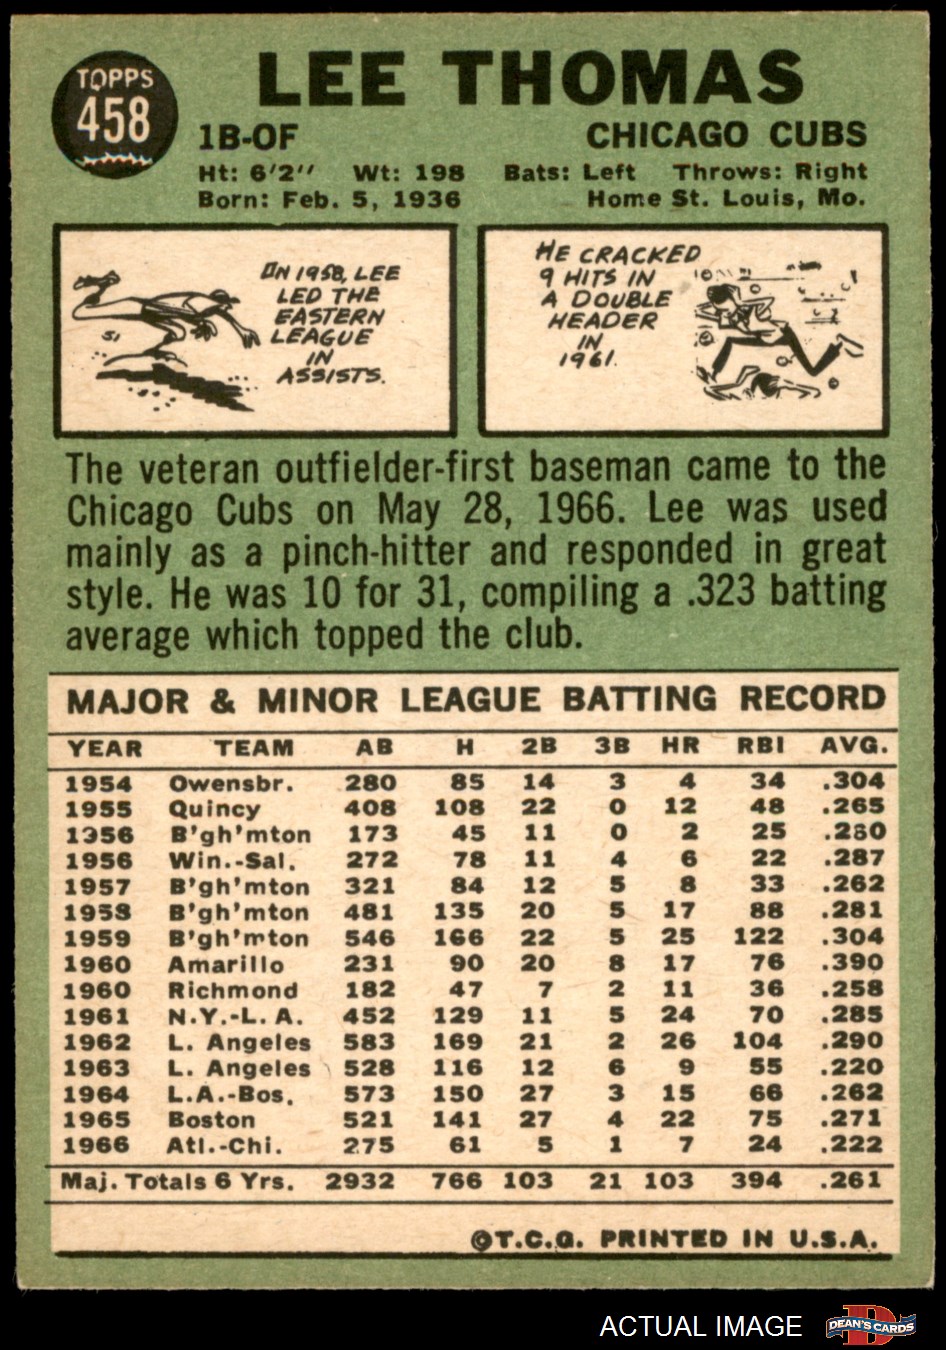 TOPPS
458
LEE THOMAS
1B-OF CHICAGO CUBS
Ht: 6'2'' Wt: 198 Bats: Left Throws: Right
Born: Feb. 5, 1936 Home St. Louis, Mo.
IN 1958, LEE
LED THE
EASTERN
LEAGUE
IN
ASSISTS.
HE CRACKED
9 HITS IN
A DOUBLE
HEADER
IN
1961.
The veteran outfielder-first baseman came to the
Chicago Cubs on May 28, 1966. Lee was used
mainly as a pinch-hitter and responded in great
style. He was 10 for 31, compiling a .323 batting
average which topped the club.
MAJOR & MINOR LEAGUE BATTING RECORD
YEAR TEAM AB H 2B 3B HR RBI AVG.
1954 Owensbr. 280 85 14 3 4 34 .304
1955 Quincy 408 108 22 0 12 48 .265
1956 B'gh'mton 173 45 11 0 2 25 .260
1956 Win.-Sal. 272 78 11 4 6 22 .287
1957 B'gh'mton 321 84 12 5 8 33 .262
1958 B'gh'mton 481 135 20 5 17 88 .281
1959 B'gh'mton 546 166 22 5 25 122 .304
1960 Amarillo 231 90 20 8 17 76 .390
1960 Richmond 182 47 7 2 11 36 .258
1961 N.Y.-L.A. 452 129 11 5 24 70 .285
1962 L. Angeles 583 169 21 2 26 104 .290
1963 L. Angeles 528 116 12 6 9 55 .220
1964 L.A.-Bos. 573 150 27 3 15 66 .262
1965 Boston 521 141 27 4 22 75 .271
1966 Atl.-Chi. 275 61 5 1 7 24 .222
Maj. Totals 6 Yrs. 2932 766 103 21 103 394 .261
©T.C.G. PRINTED IN U.S.A.
ACTUAL IMAGE DEAN'S CARDS